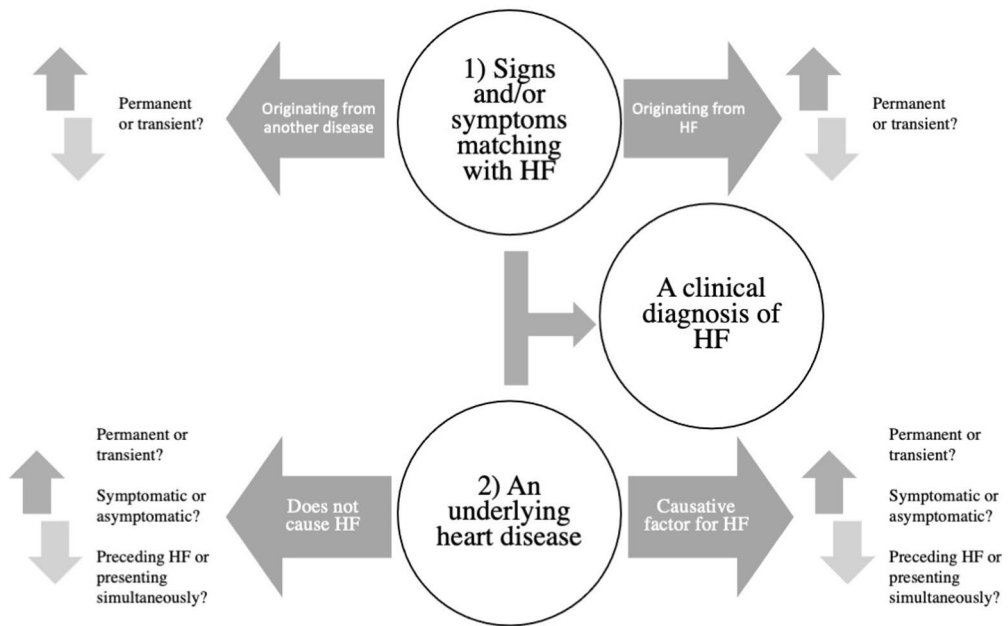 1) Signs
and/or
symptoms
matching
with HF
Originating from
another disease
Permanent
or transient?
Originating from
HF
Permanent
or transient?
A clinical
diagnosis of
HF
2) An
underlying
heart disease
Does not
cause HF
Permanent or
transient?
Symptomatic or
asymptomatic?
Preceding HF or
presenting
simultaneously?
Causative
factor for HF
Permanent or
transient?
Symptomatic or
asymptomatic?
Preceding HF or
presenting
simultaneously?